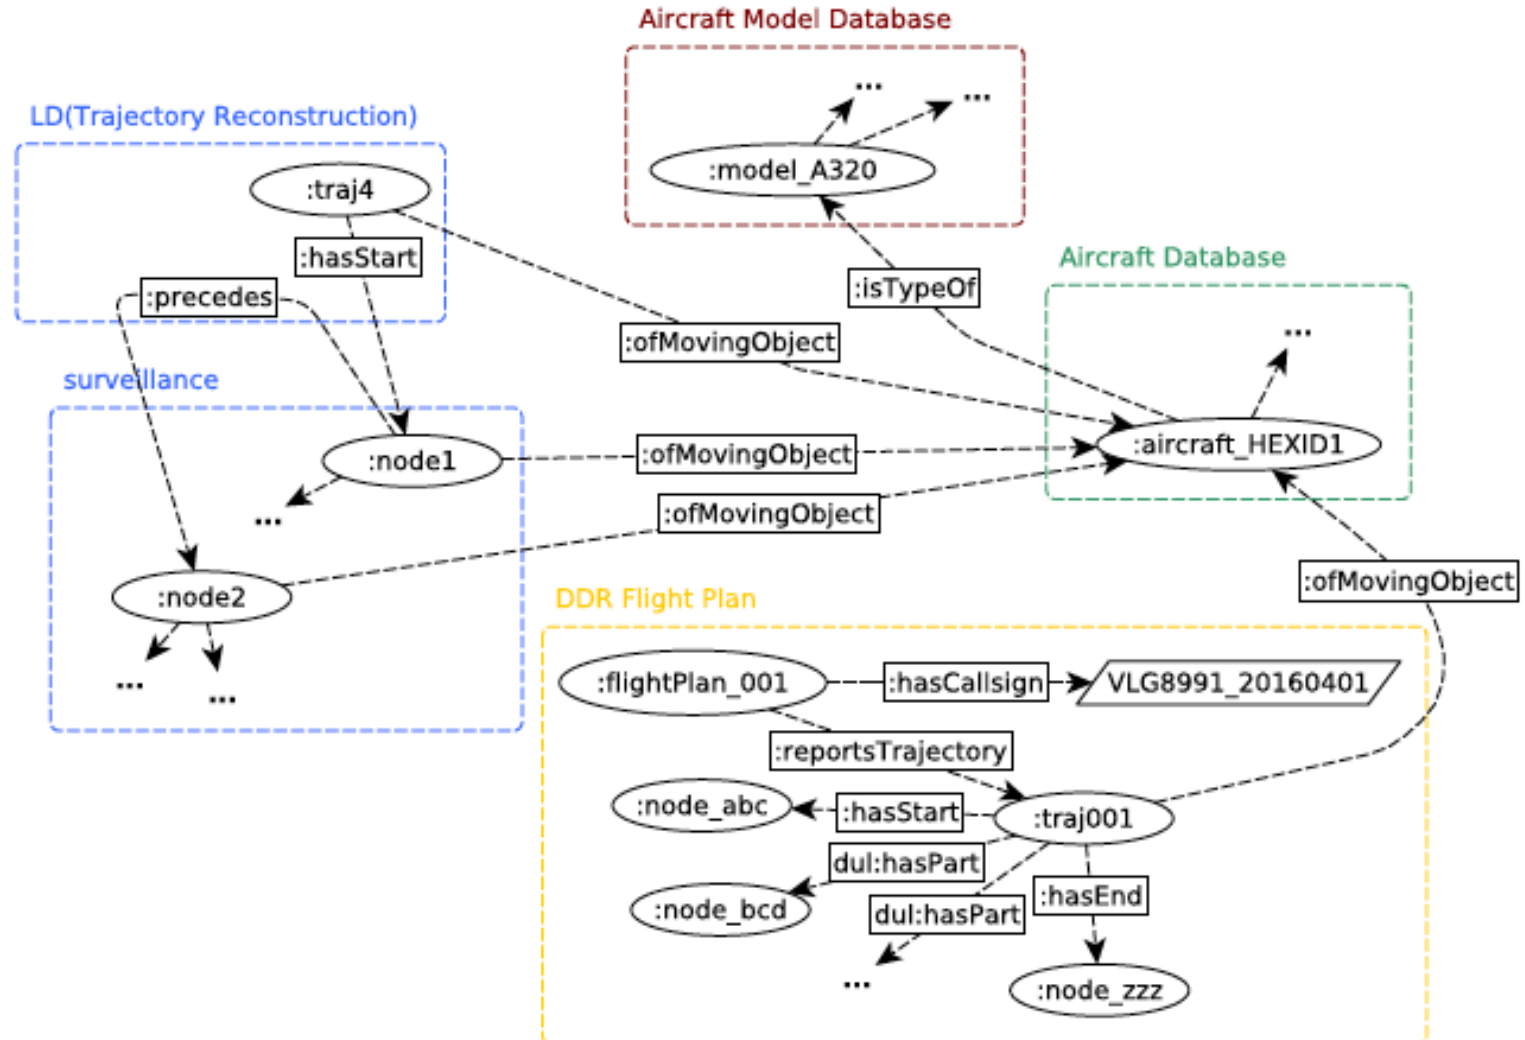 Aircraft Model Database
...
...
LD(Trajectory Reconstruction)
:model_A320
:traj4
:hasStart
Aircraft Database
:isTypeOf
:precedes
...
:ofMovingObject
surveillance
:aircraft_HEXID1
:ofMovingObject
:node1
...
:ofMovingObject
:ofMovingObject
:node2
DDR Flight Plan
...
...
:flightPlan_001
:hasCallsign
VLG8991_20160401
:reportsTrajectory
:node_abc
:hasStart
:traj001
dul:hasPart
:hasEnd
:node_bcd
dul:hasPart
...
:node_zzz